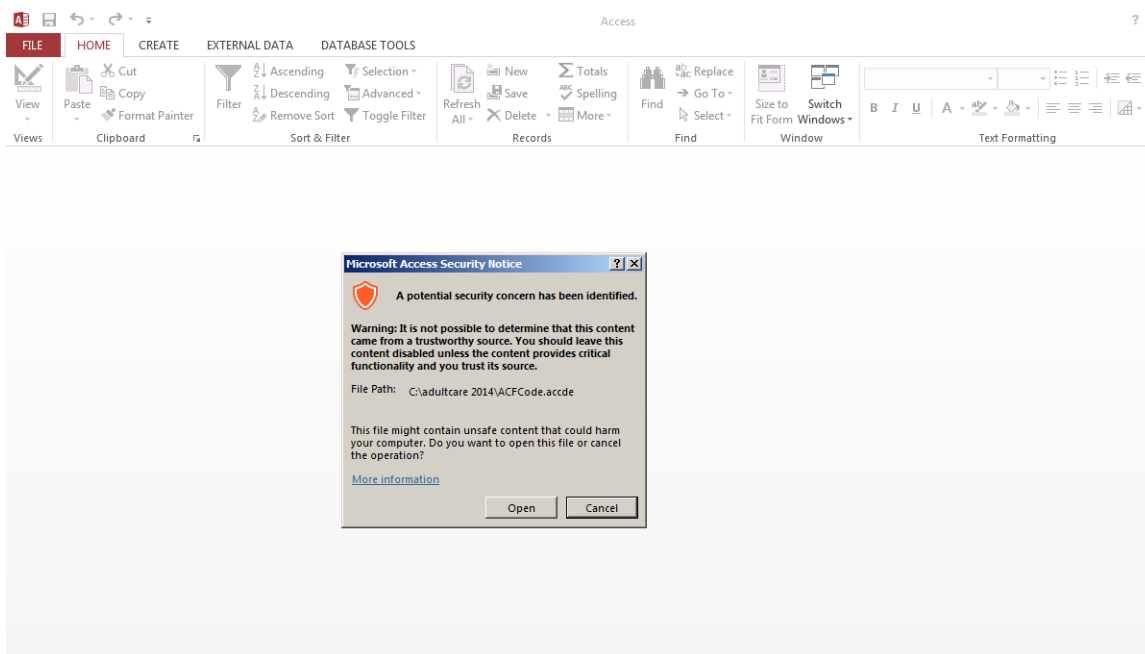 Access ?
FILE HOME CREATE EXTERNAL DATA DATABASE TOOLS
View
Views
Paste
Cut
Copy
Format Painter
Clipboard
Filter
Ascending
Descending
Remove Sort
Selection
Advanced
Toggle Filter
Sort & Filter
Refresh
All
New
Save
Delete
Totals
Spelling
More
Records
Find
Replace
Go To
Select
Find
Size to
Fit Form
Switch
Windows
Window
B I U A
Text Formatting
Microsoft Access Security Notice
A potential security concern has been identified.
Warning: It is not possible to determine that this content
came from a trustworthy source. You should leave this
content disabled unless the content provides critical
functionality and you trust its source.
File Path: C:\adultcare 2014\ACFCode.accde
This file might contain unsafe content that could harm
your computer. Do you want to open this file or cancel
the operation?
More information
Open Cancel